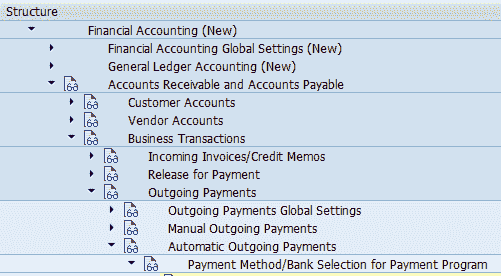 Structure
Financial Accounting (New)
Financial Accounting Global Settings (New)
General Ledger Accounting (New)
Accounts Receivable and Accounts Payable
Customer Accounts
Vendor Accounts
Business Transactions
Incoming Invoices/Credit Memos
Release for Payment
Outgoing Payments
Outgoing Payments Global Settings
Manual Outgoing Payments
Automatic Outgoing Payments
Payment Method/Bank Selection for Payment Program